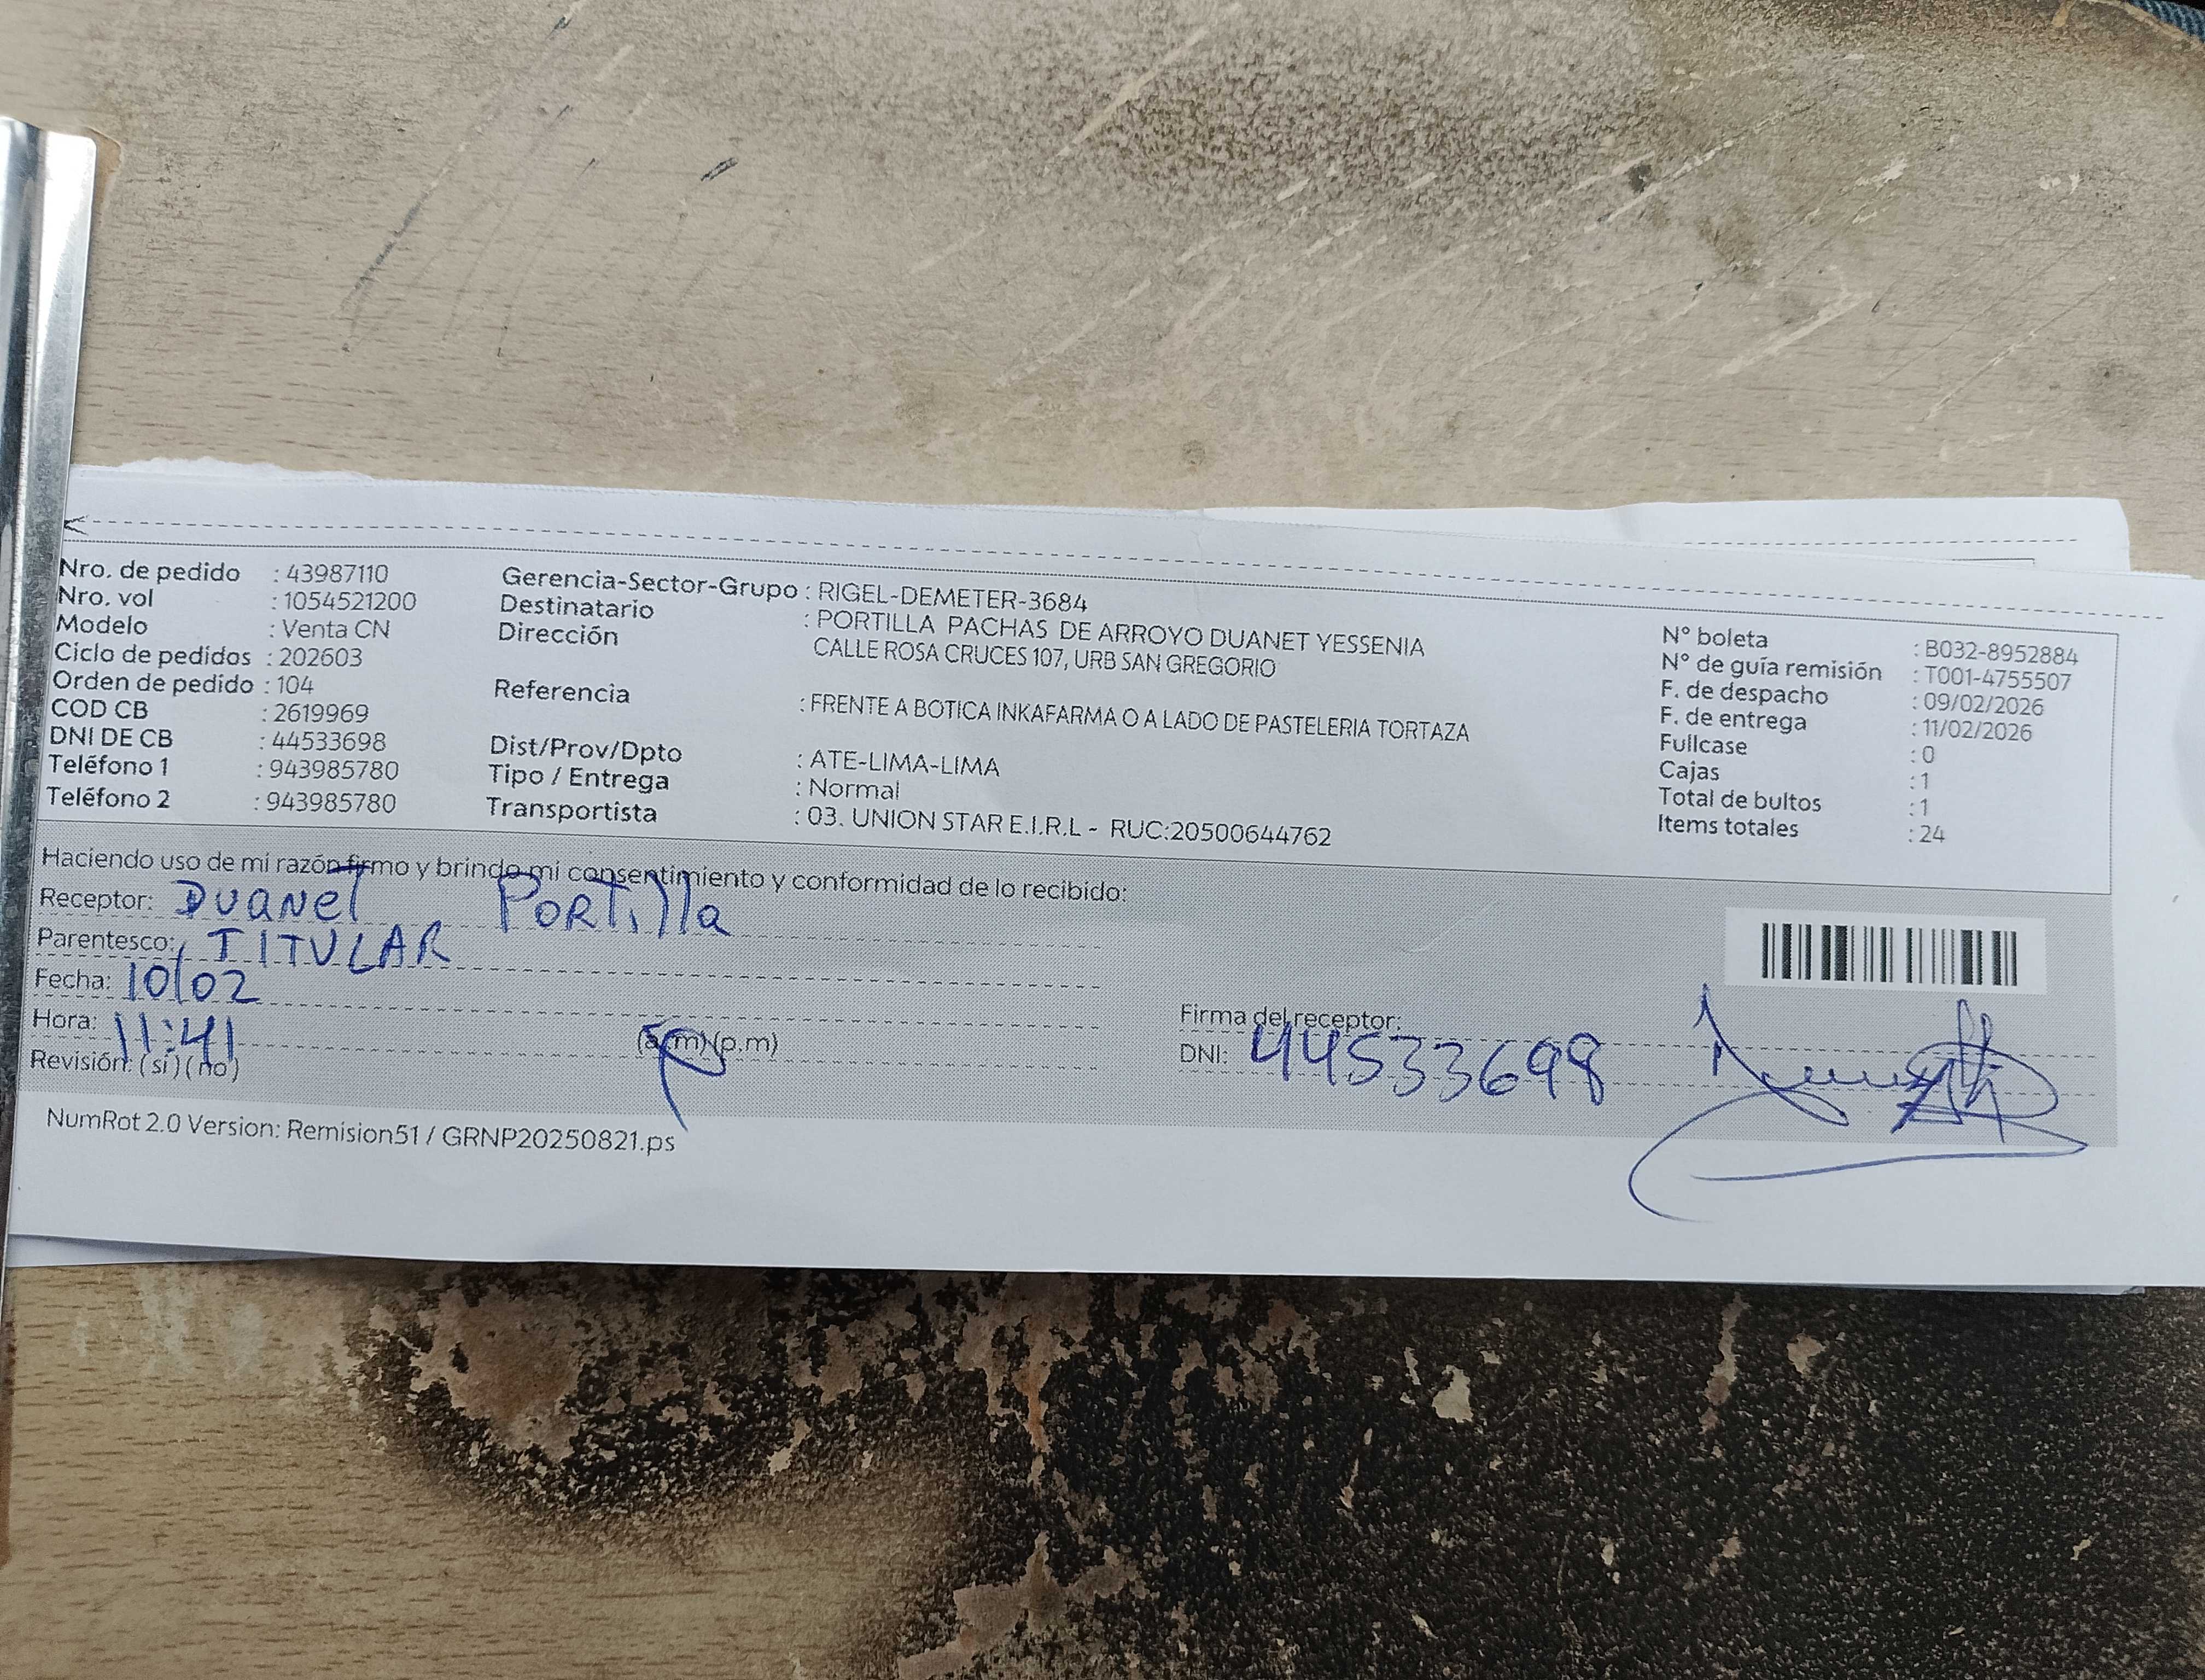 Nro. de pedido : 43987110
Nro. vol : 1054521200
Modelo : Venta CN
Ciclo de pedidos : 202603
Orden de pedido : 104
COD CB : 2619969
DNI DE CB : 44533698
Teléfono 1 : 943985780
Teléfono 2 : 943985780
Gerencia-Sector-Grupo : RIGEL-DEMETER-3684
Destinatario : PORTILLA PACHAS DE ARROYO DUANET YESSENIA
Dirección CALLE ROSA CRUCES 107, URB SAN GREGORIO
Referencia : FRENTE A BOTICA INKAFARMA O A LADO DE PASTELERIA TORTAZA
Dist/Prov/Dpto : ATE-LIMA-LIMA
Tipo / Entrega : Normal
Transportista : 03. UNION STAR E.I.R.L - RUC:20500644762
N° boleta : B032-8952884
N° de guía remisión : T001-4755507
F. de despacho : 09/02/2026
F. de entrega : 11/02/2026
Fullcase : 0
Cajas : 1
Total de bultos : 1
Items totales : 24
Haciendo uso de mi razón firmo y brindo mi consentimiento y conformidad de lo recibido:
Receptor: DUANET PORTIlla
Parentesco: TITULAR
Fecha: 10/02
Hora: 11:41 (a.m) (p.m)
Revisión: (si) (no)
Firma del receptor:
DNI: 44533698
NumRot 2.0 Version: Remision51 / GRNP20250821.ps